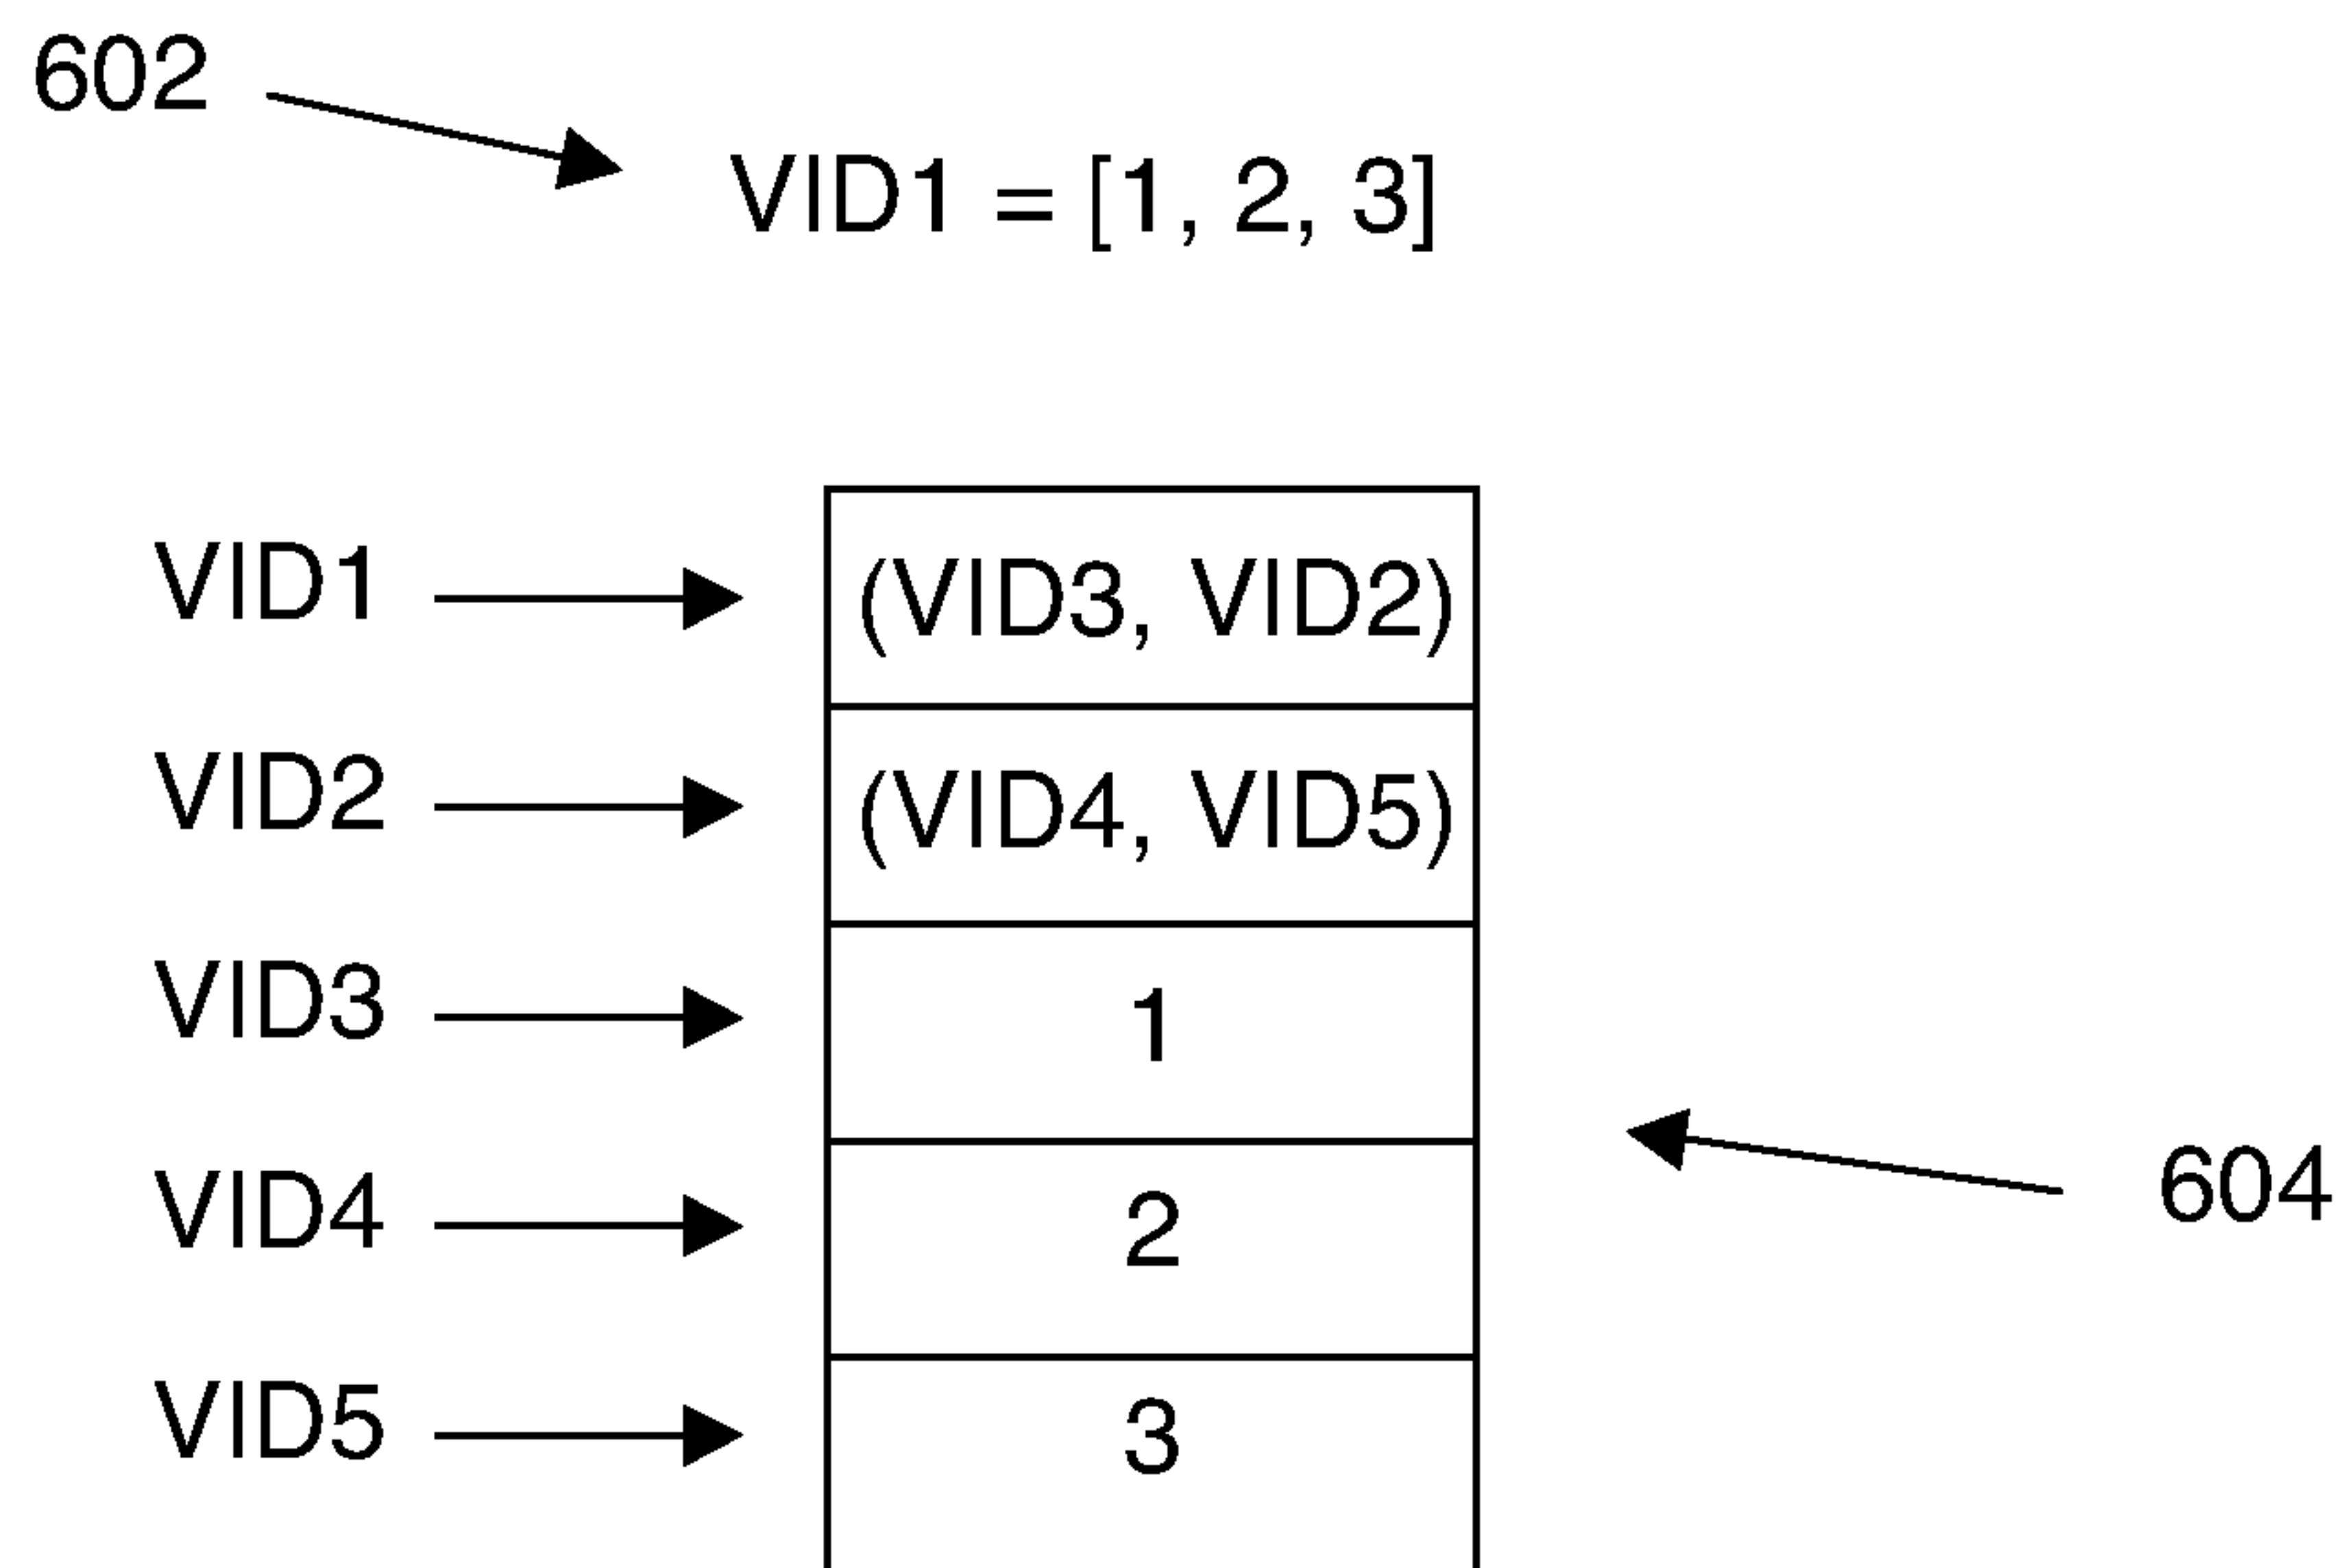 602
VID1 = [1, 2, 3]
VID1 (VID3, VID2)
VID2 (VID4, VID5)
VID3 1
VID4 2
604
VID5 3